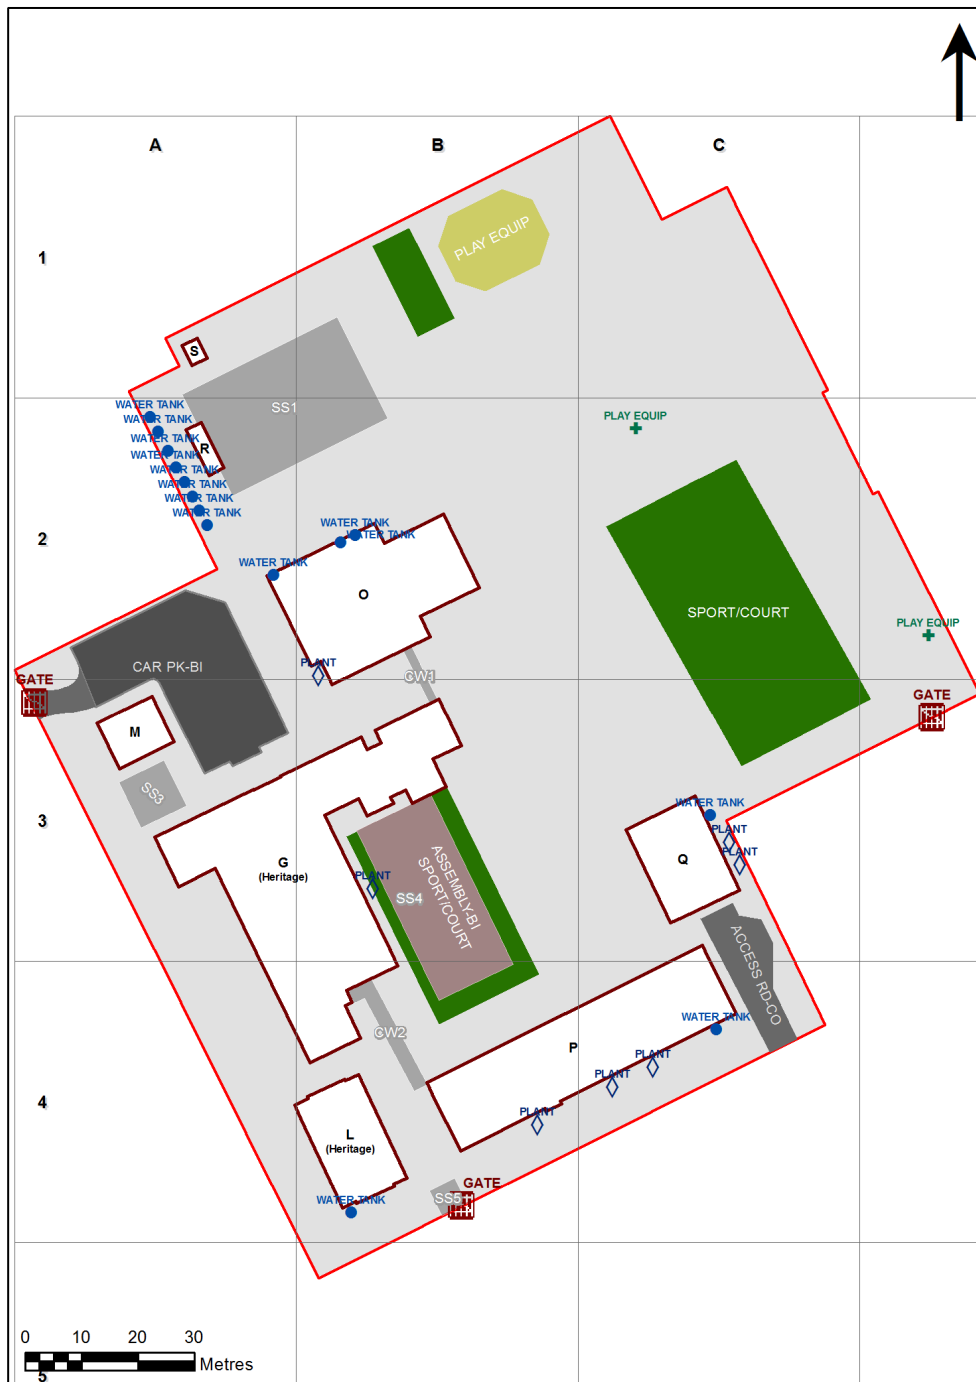 A
B
C
1
PLAY EQUIP
S
SS1
WATER TANK
WATER TANK
WATER TANK
WATER TANK
WATER TANK
WATER TANK
WATER TANK
WATER TANK
R
PLAY EQUIP
2
WATER TANK
WATER TANK
WATER TANK
O
SPORT/COURT
PLAY EQUIP
CAR PK-BI
PLANT
CW1
GATE
GATE
M
SS3
3
WATER TANK
PLANT
PLANT
Q
G
(Heritage)
PLANT
SS4
ASSEMBLY-BI
SPORT/COURT
ACCESS RD-CO
WATER TANK
CW2
P
PLANT
PLANT
PLANT
4
L
(Heritage)
WATER TANK
GATE
SS5
0 10 20 30
Metres
5